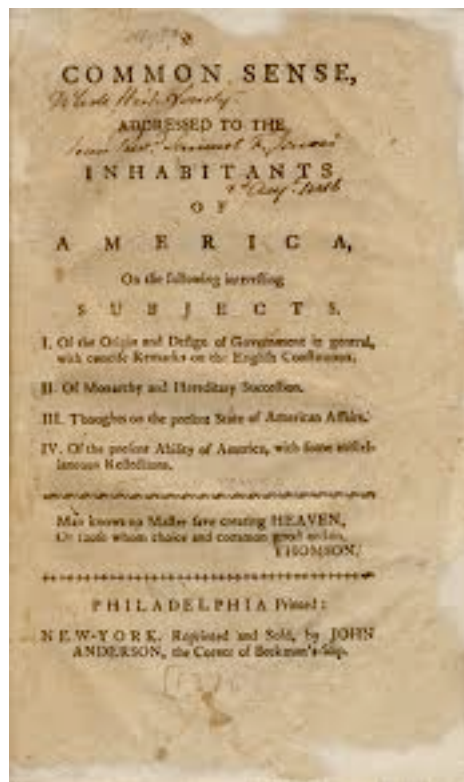 COMMON SENSE,
ADDRESSED TO THE
INHABITANTS
OF
AMERICA,
On the following interesting
SUBJECTS.
I. Of the Origin and Design of Government in general,
with concise Remarks on the English Constitution.
II. Of Monarchy and Hereditary Succession.
III. Thoughts on the present State of American Affairs.
IV. Of the present Ability of America, with some miscel-
laneous Reflections.
Man knows no Master save creating HEAVEN,
Or those whom choice and common good ordain,
THOMSON.
PHILADELPHIA Printed:
NEW-YORK, Reprinted and Sold, by JOHN
ANDERSON, the Corner of Beekman's-Slip.